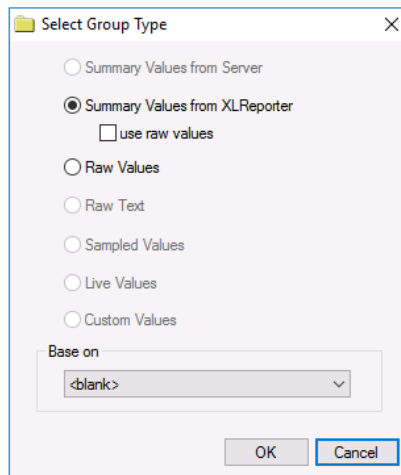 Select Group Type
Summary Values from Server
Summary Values from XLReporter
use raw values
Raw Values
Raw Text
Sampled Values
Live Values
Custom Values
Base on
<blank>
OK Cancel